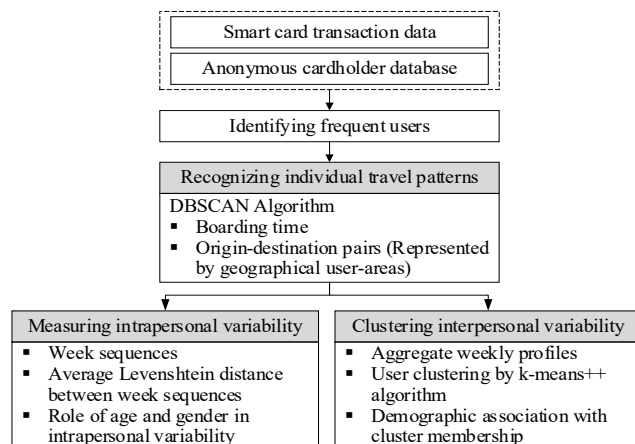 Smart card transaction data
Anonymous cardholder database
Identifying frequent users
Recognizing individual travel patterns
DBSCAN Algorithm
▪ Boarding time
▪ Origin-destination pairs (Represented
by geographical user-areas)
Measuring intrapersonal variability
▪ Week sequences
▪ Average Levenshtein distance
between week sequences
▪ Role of age and gender in
intrapersonal variability
Clustering interpersonal variability
▪ Aggregate weekly profiles
▪ User clustering by k-means++
algorithm
▪ Demographic association with
cluster membership